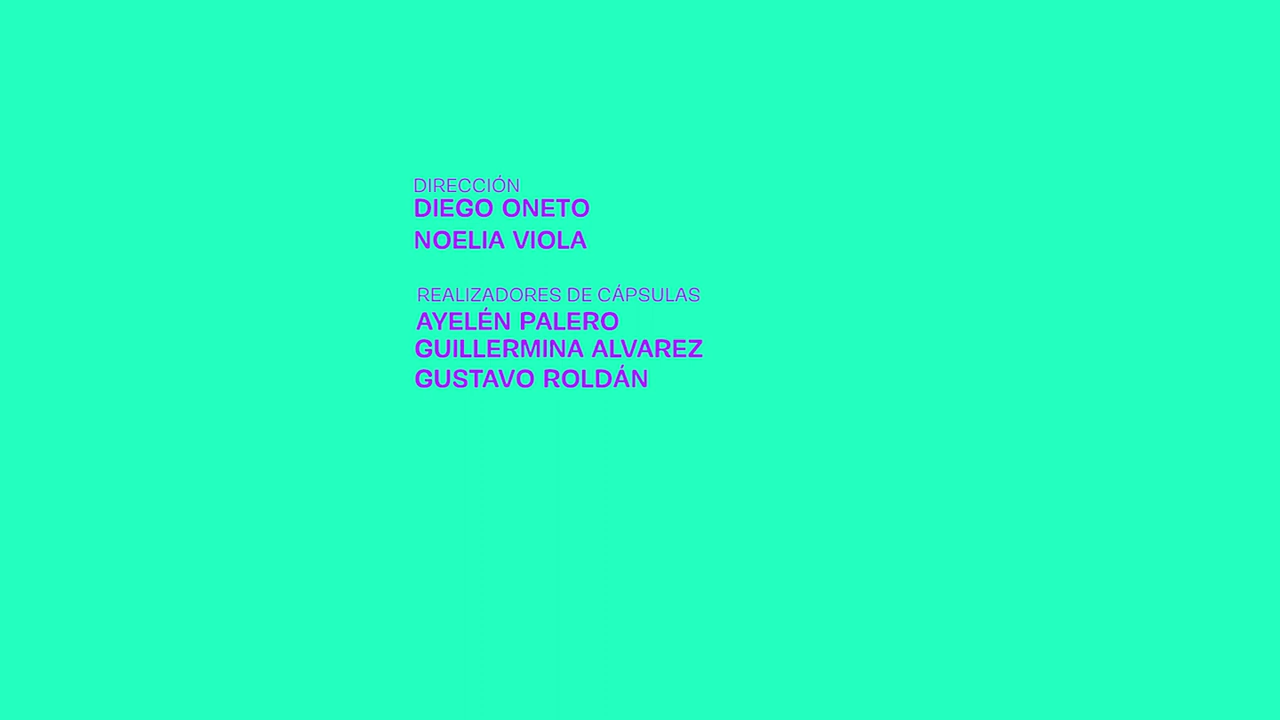 DIRECCIÓN
DIEGO ONETO
NOELIA VIOLA
REALIZADORES DE CÁPSULAS
AYELÉN PALERO
GUILLERMINA ALVAREZ
GUSTAVO ROLDÁN